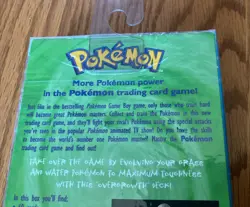 POKéMON
More Pokémon power
in the Pokémon trading card game!
Just like in the bestselling Pokémon Game Boy game, only those who train hard
will become great Pokémon masters. Collect and train the Pokémon in this new
trading card game, and they'll fight your rivals' Pokémon using the special attacks
you've seen in the popular Pokémon animated TV show! Do you have the skills
to become the world's number one Pokémon trainer? Master the Pokémon trading
card game and find out!
Take over the game by evolving your grass
and water Pokémon to maximum toughness
with this "Overgrowth" deck!
In this box you'll find: